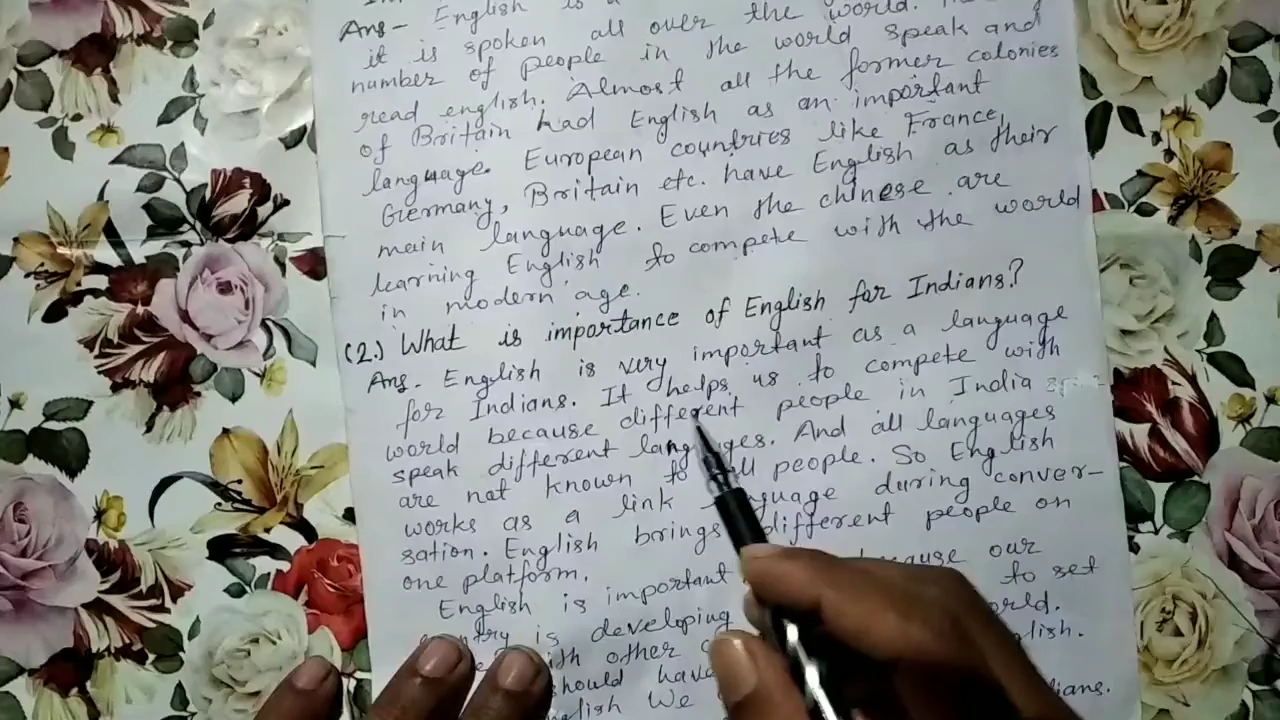 Ans- English is a
it is spoken all over the world.
number of people in the world speak and
read english. Almost all the former colonies
of Britain had English as an important
language. European countries like France,
Germany, Britain etc. have English as their
main language. Even the chinese are
learning English to compete with the world
in modern age.
(2.) What is importance of English for Indians?
Ans. English is very important as a language
for Indians. It helps us to compete with
world because different people in India
speak different languages. And all languages
are not known to all people. So English
works as a link language during conver-
sation. English brings different people on
one platform.
English is important our
is developing to set
with other
should have
We